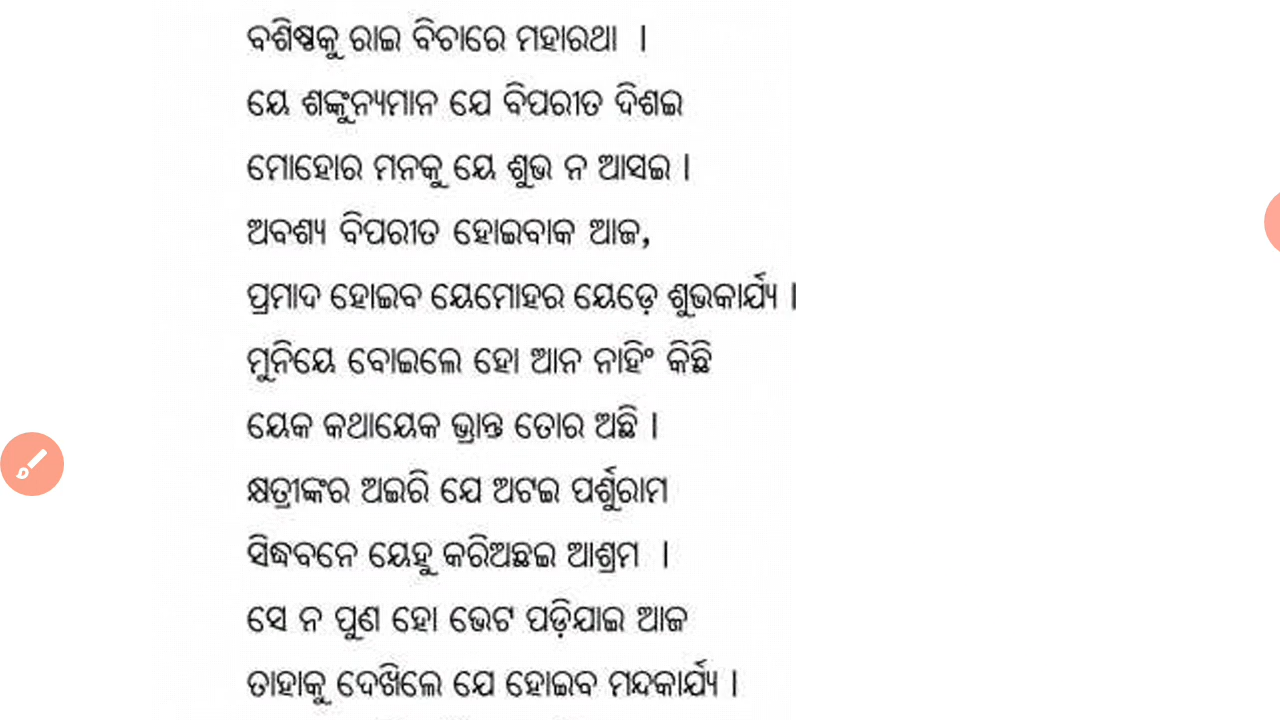 ବଶିଷ୍ଟଙ୍କୁ ରାଇ ବିଚାରେ ମହାରଥା ।
ୟେ ଶଙ୍କୁନ୍ୟମାନ ଯେ ବିପରୀତ ଦିଶଇ
ମୋହୋର ମନକୁ ୟେ ଶୁଭ ନ ଆସଇ ।
ଅବଶ୍ୟ ବିପରୀତ ହୋଇବାକ ଆଜ,
ପ୍ରମାଦ ହୋଇବ ୟେମୋହର ୟେଡ଼େ ଶୁଭକାର୍ଯ୍ୟ ।
ମୁନିୟେ ବୋଇଲେ ହୋ ଆନ ନାହିଂ କିଛି
ୟେକ କଥାୟେକ ଭ୍ରାନ୍ତ ତୋର ଅଛି ।
କ୍ଷତ୍ରୀଙ୍କର ଅଇରି ଯେ ଅଟଇ ପର୍ଶୁରାମ
ସିଦ୍ଧବନେ ୟେହୁ କରିଅଛଇ ଆଶ୍ରମ ।
ସେ ନ ପୁଣ ହୋ ଭେଟ ପଡ଼ିଯାଇ ଆଜ
ତାହାକୁ ଦେଖିଲେ ଯେ ହୋଇବ ମନ୍ଦକାର୍ଯ୍ୟ ।